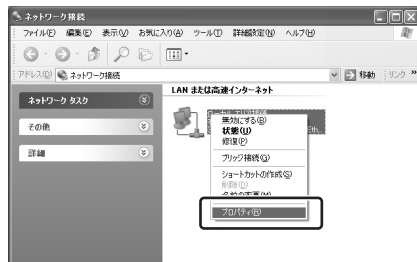 ネットワーク接続
ファイル(F) 編集(E) 表示(V) お気に入り(A) ツール(T) 詳細設定(N) ヘルプ(H)
アドレス(D) ネットワーク接続 移動 リンク »
LAN または高速インターネット
ネットワーク タスク
その他
詳細
無効にする(B)
状態(U)
修復(P)
ブリッジ接続(G)
ショートカットの作成(S)
削除(D)
名前の変更(M)
プロパティ(R)